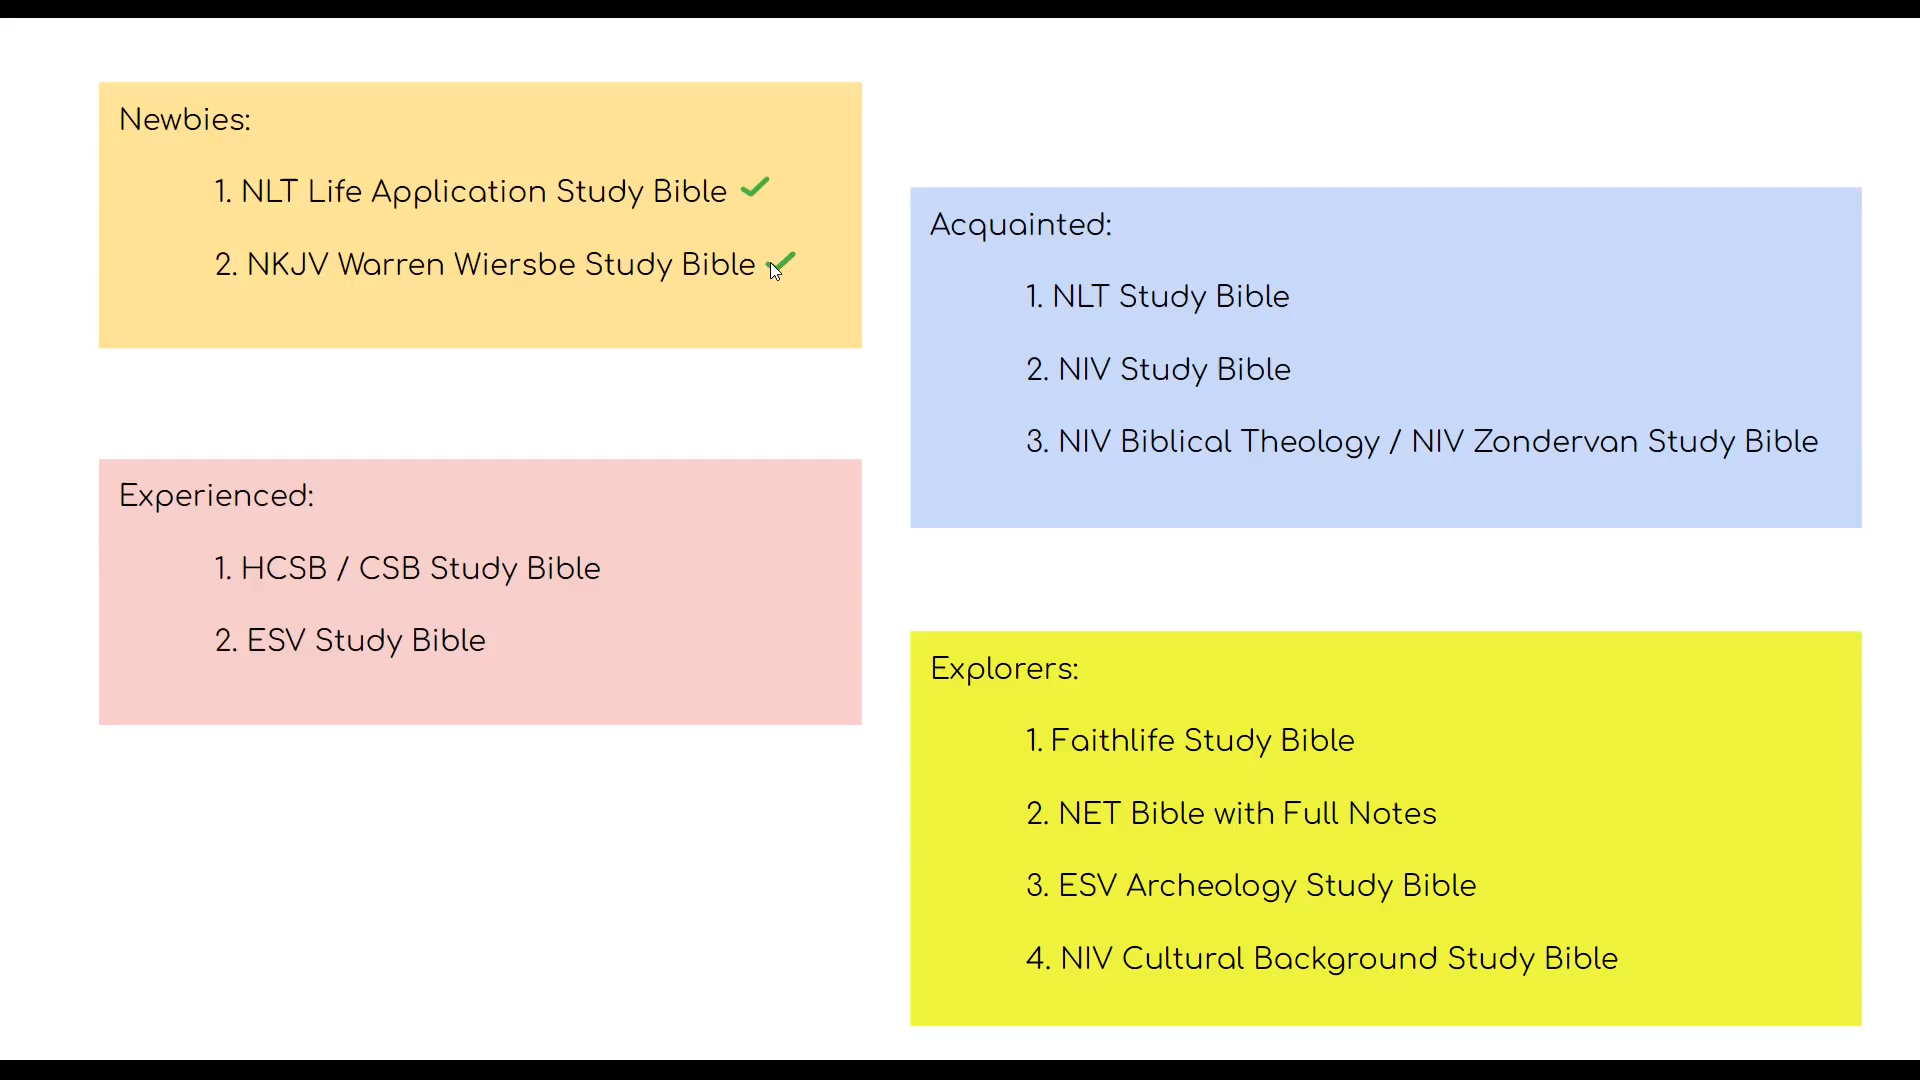 Newbies:
1. NLT Life Application Study Bible
2. NKJV Warren Wiersbe Study Bible
Acquainted:
1. NLT Study Bible
2. NIV Study Bible
3. NIV Biblical Theology / NIV Zondervan Study Bible
Experienced:
1. HCSB / CSB Study Bible
2. ESV Study Bible
Explorers:
1. Faithlife Study Bible
2. NET Bible with Full Notes
3. ESV Archeology Study Bible
4. NIV Cultural Background Study Bible